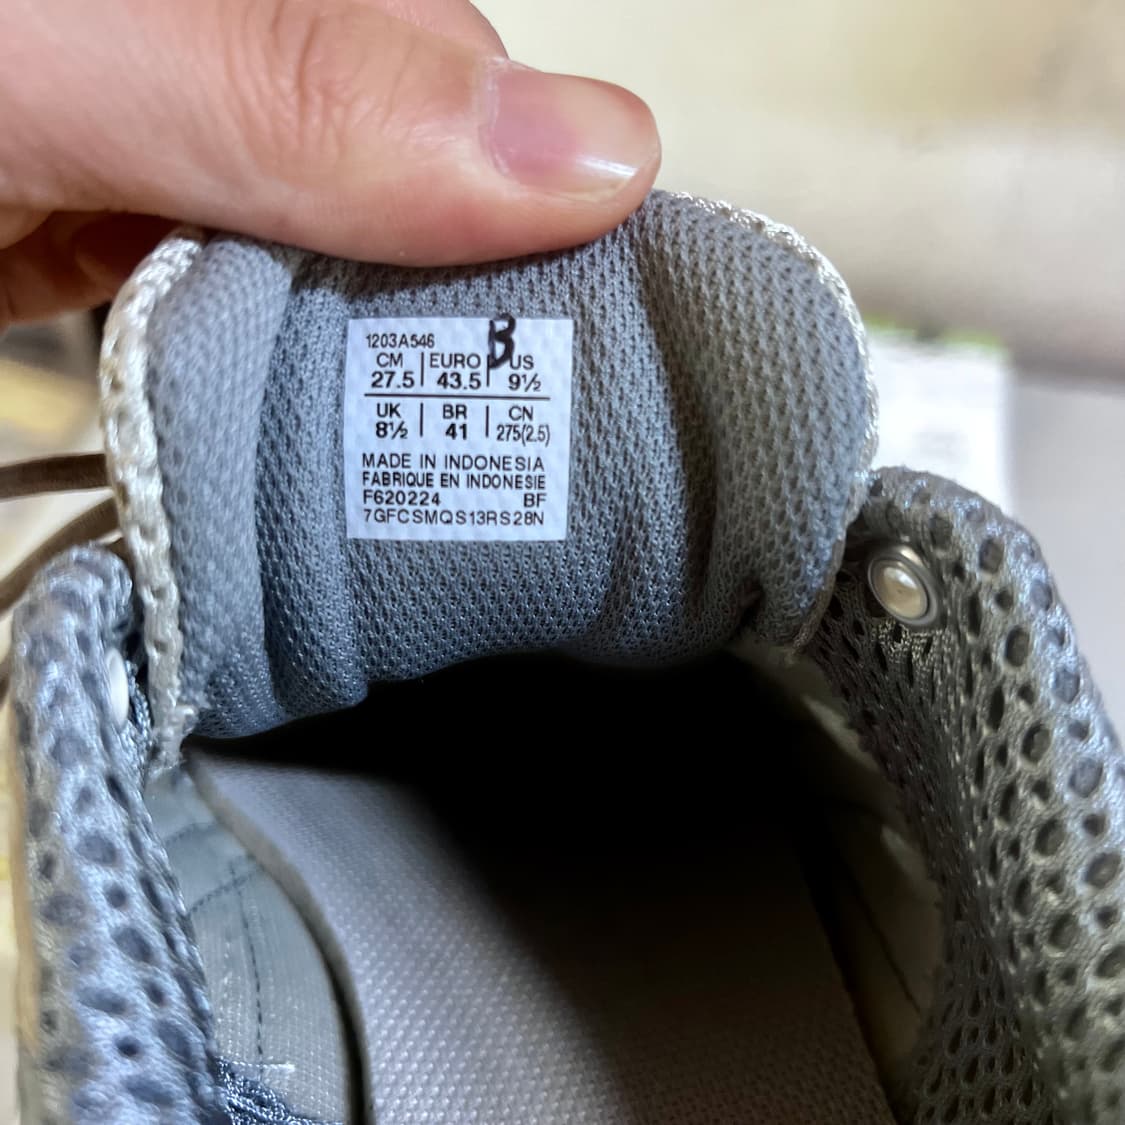 1203A546 B
CM EURO US
27.5 43.5 9½
UK BR CN
8½ 41 275(2.5)
MADE IN INDONESIA
FABRIQUE EN INDONESIE
F620224 BF
7GFCSMQS13RS28N